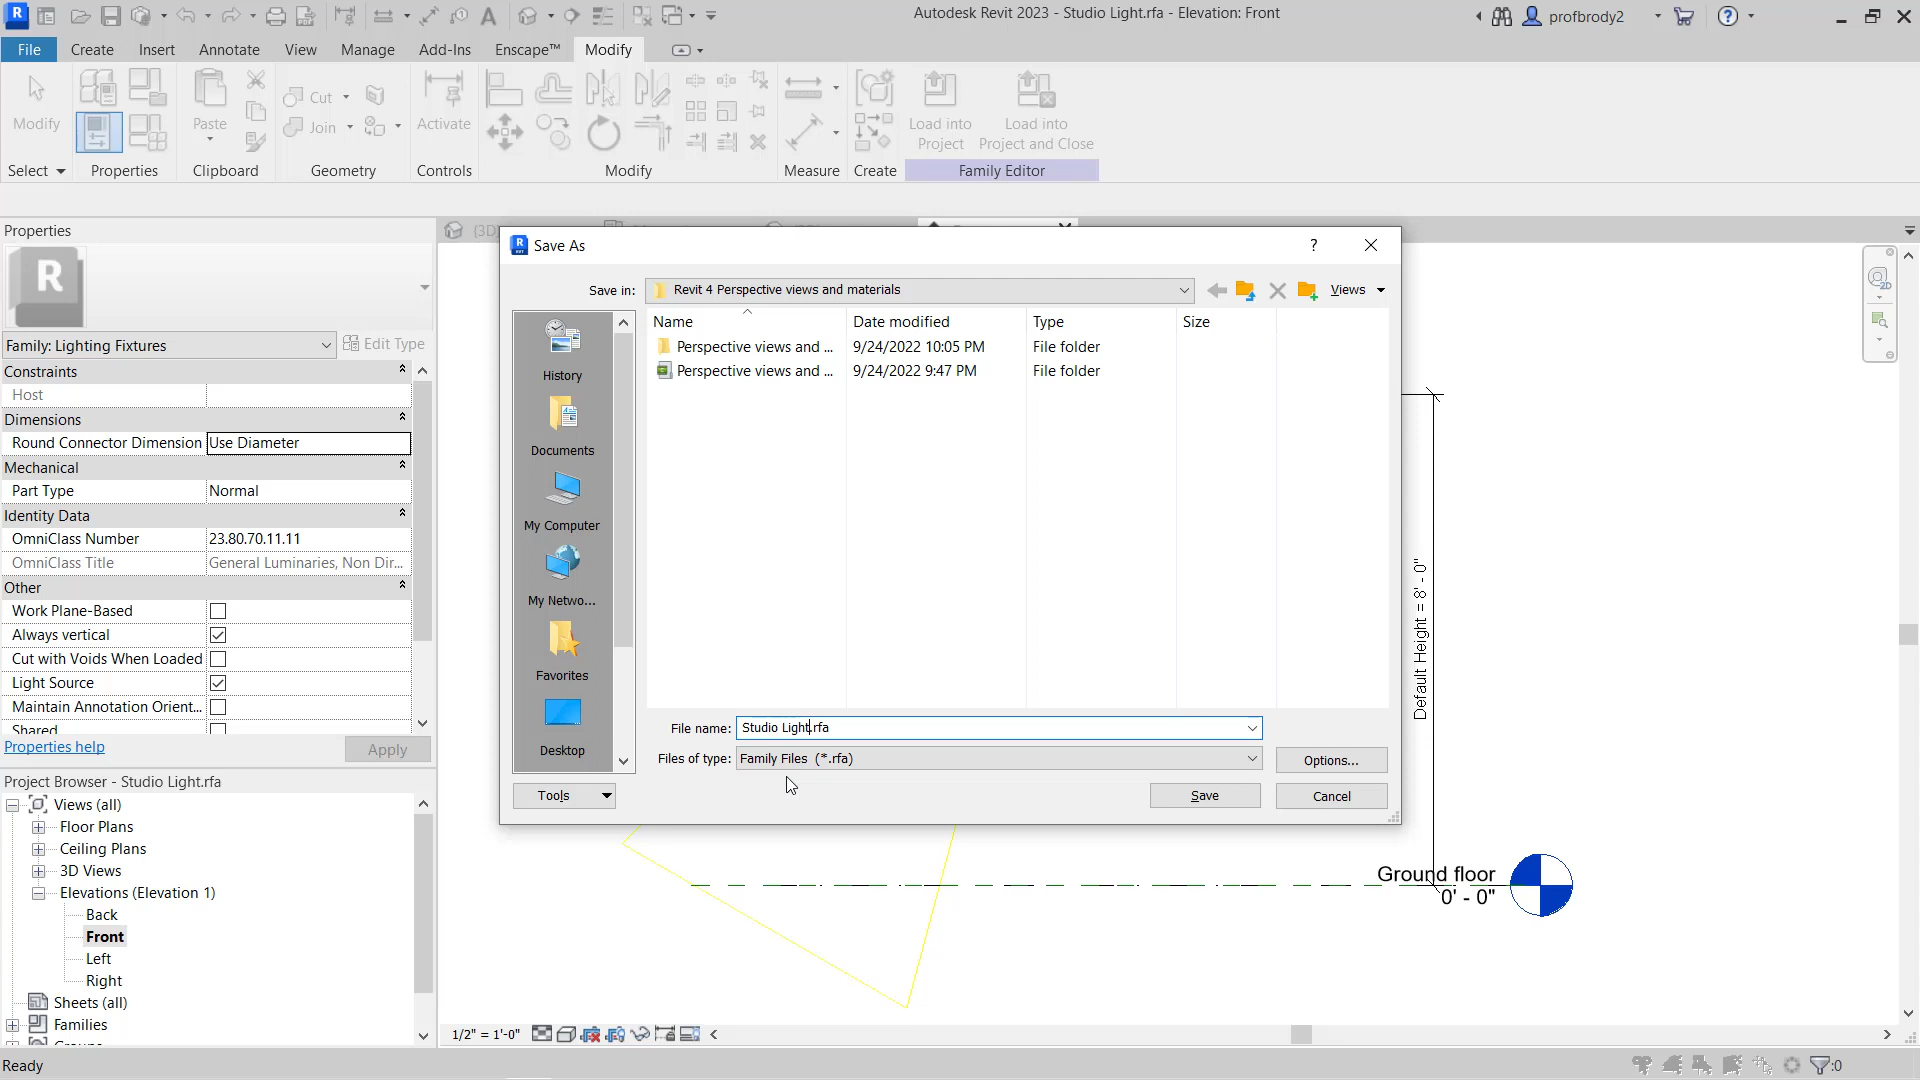 R
Autodesk Revit 2023 - Studio Light.rfa - Elevation: Front
profbrody2
File
Create
Insert
Annotate
View
Manage
Add-Ins
Enscape™
Modify
Modify
Paste
Cut
Join
Activate
Load into
Project
Load into
Project and Close
Select
Properties
Clipboard
Geometry
Controls
Modify
Measure
Create
Family Editor
Properties
R
Family: Lighting Fixtures
Edit Type
Constraints
Host
Dimensions
Round Connector Dimension
Use Diameter
Mechanical
Part Type
Normal
Identity Data
OmniClass Number
23.80.70.11.11
OmniClass Title
General Luminaries, Non Dir...
Other
Work Plane-Based
Always vertical
Cut with Voids When Loaded
Light Source
Maintain Annotation Orient...
Shared
Properties help
Apply
Project Browser - Studio Light.rfa
Views (all)
Floor Plans
Ceiling Plans
3D Views
Elevations (Elevation 1)
Back
Front
Left
Right
Sheets (all)
Families
Ready
{3D
Save As
?
Save in:
Revit 4 Perspective views and materials
Views
Name
Date modified
Type
Size
Perspective views and ...
9/24/2022 10:05 PM
File folder
Perspective views and ...
9/24/2022 9:47 PM
File folder
History
Documents
My Computer
My Netwo...
Favorites
Desktop
File name:
Studio Light.rfa
Files of type:
Family Files (*.rfa)
Options...
Tools
Save
Cancel
Default Height = 8' - 0"
Ground floor
0' - 0"
1/2" = 1'-0"
2D
:0